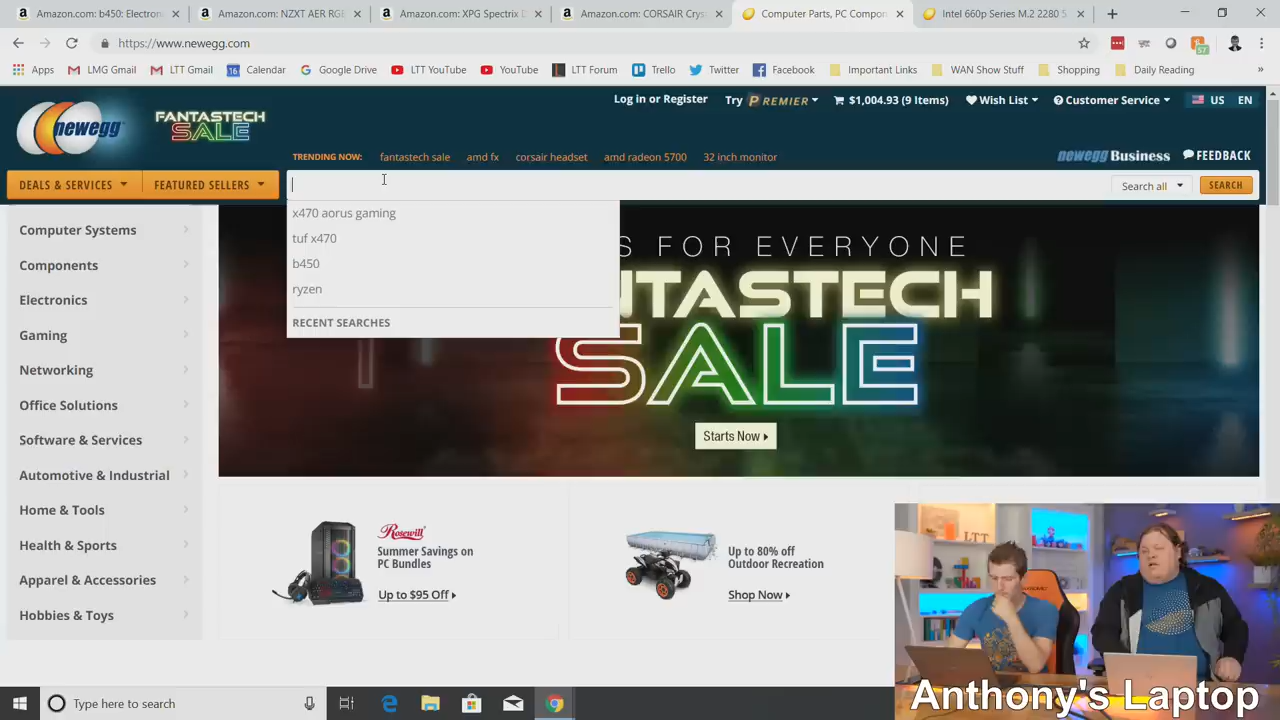 Amazon.com: b450: Electron
Amazon.com: NZXT AER RGB
Amazon.com: XPG Spectrix D
Amazon.com: CORSAIR Crys
Computer Parts, PC Compon
Intel 660p Series M.2 2280 S
https://www.newegg.com
57
Apps LMG Gmail LTT Gmail 16 Calendar Google Drive LTT YouTube YouTube LTT Forum Trello Twitter Facebook Important Links WAN Show Stuff Shopping Daily Reading »
newegg FANTASTECH SALE
Log in or Register Try PREMIER $1,004.93 (9 Items) Wish List Customer Service US EN
TRENDING NOW: fantastech sale amd fx corsair headset amd radeon 5700 32 inch monitor
newegg Business FEEDBACK
DEALS & SERVICES FEATURED SELLERS Search all SEARCH
x470 aorus gaming
tuf x470
b450
ryzen
RECENT SEARCHES
Computer Systems
Components
Electronics
Gaming
Networking
Office Solutions
Software & Services
Automotive & Industrial
Home & Tools
Health & Sports
Apparel & Accessories
Hobbies & Toys
S FOR EVERYONE
NTASTECH
SALE
Starts Now
Rosewill
Summer Savings on
PC Bundles
Up to $95 Off
Up to 80% off
Outdoor Recreation
Shop Now
LTT
Anthony's Laptop
Type here to search